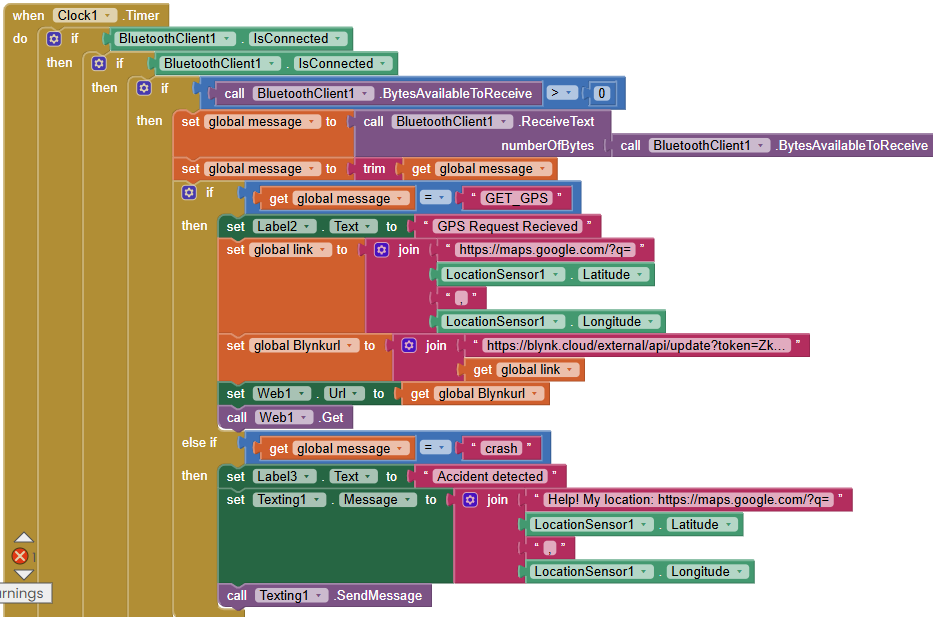 when Clock1 .Timer
do if BluetoothClient1 . IsConnected
then if BluetoothClient1 . IsConnected
then if call BluetoothClient1 .BytesAvailableToReceive > 0
then set global message to call BluetoothClient1 .ReceiveText
numberOfBytes call BluetoothClient1 .BytesAvailableToReceive
set global message to trim get global message
if get global message = " GET_GPS "
then set Label2 . Text to " GPS Request Recieved "
set global link to join " https://maps.google.com/?q= "
LocationSensor1 . Latitude
" , "
LocationSensor1 . Longitude
set global Blynkurl to join " https://blynk.cloud/external/api/update?token=Zk... "
get global link
set Web1 . Url to get global Blynkurl
call Web1 .Get
else if get global message = " crash "
then set Label3 . Text to " Accident detected "
set Texting1 . Message to join " Help! My location: https://maps.google.com/?q= "
LocationSensor1 . Latitude
" , "
1 LocationSensor1 . Longitude
rnings call Texting1 .SendMessage